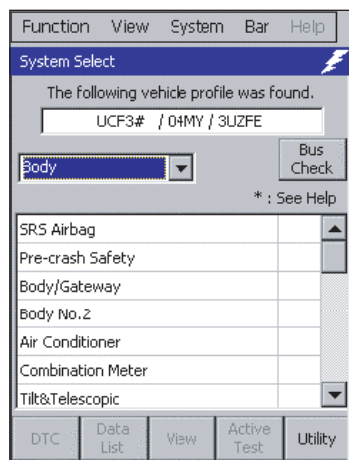 Function View System Bar Help
System Select
The following vehicle profile was found.
UCF3# / 04MY / 3UZFE
Body
Bus
Check
* : See Help
SRS Airbag
Pre-crash Safety
Body/Gateway
Body No.2
Air Conditioner
Combination Meter
Tilt&Telescopic
DTC
Data
List
View
Active
Test
Utility